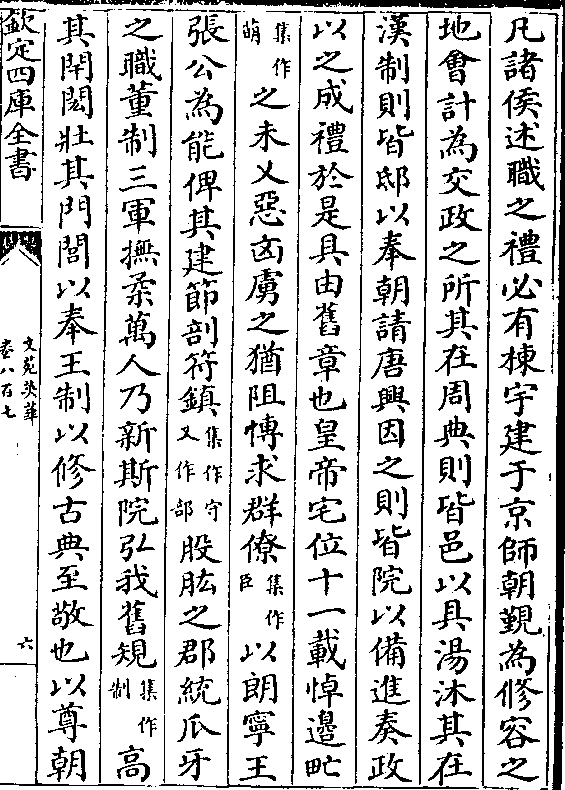 凡諸侯述職之禮必有棟宇建于京師朝覲為修容之
地會計為交政之所其在周典則皆邑以具湯沐其在
漢制則皆邸以奉朝請唐興因之則皆院以備進奏政
以之成禮於是具由舊章也皇帝宅位十一載悼邊甿
集作萌之未乂惡凶虜之猶阻博求群僚集作臣以朗寧王
張公為能俾其建節剖符鎮集作守又作部股肱之郡統爪牙
之職董制三軍撫柔萬人乃新斯院弘我舊規集作制高
其閈閎壯其門閭以奉王制以修古典至敬也以尊朝
欽定四庫全書
文苑英華
卷八百七
六